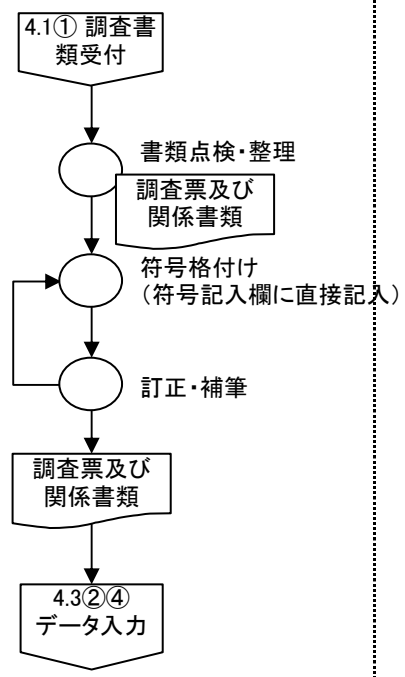 4.1① 調査書
類受付
書類点検・整理
調査票及び
関係書類
符号格付け
（符号記入欄に直接記入）
訂正・補筆
調査票及び
関係書類
4.3②④
データ入力